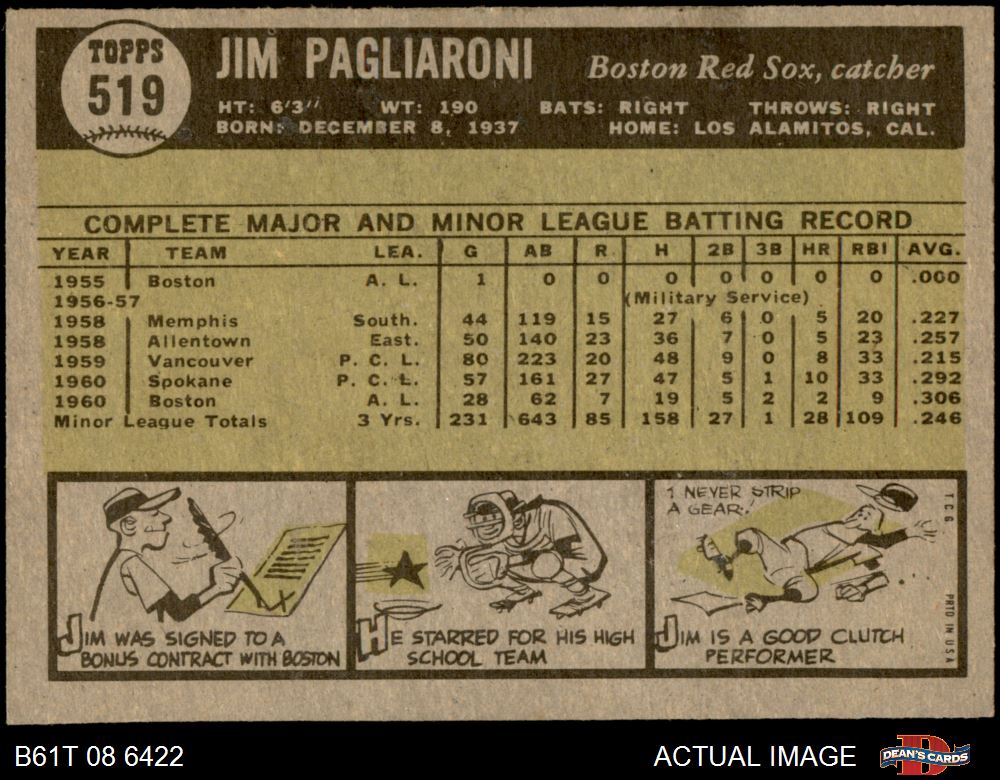 TOPPS
519
JIM PAGLIARONI
Boston Red Sox, catcher
HT: 6'3" WT: 190 BATS: RIGHT THROWS: RIGHT
BORN: DECEMBER 8, 1937 HOME: LOS ALAMITOS, CAL.
COMPLETE MAJOR AND MINOR LEAGUE BATTING RECORD
YEAR TEAM LEA. G AB R H 2B 3B HR RBI AVG.
1955 Boston A. L. 1 0 0 0 0 0 0 0 .000
1956-57 (Military Service)
1958 Memphis South. 44 119 15 27 6 0 5 20 .227
1958 Allentown East. 50 140 23 36 7 0 5 23 .257
1959 Vancouver P. C. L. 80 223 20 48 9 0 8 33 .215
1960 Spokane P. C. L. 57 161 27 47 5 1 10 33 .292
1960 Boston A. L. 28 62 7 19 5 2 2 9 .306
Minor League Totals 3 Yrs. 231 643 85 158 27 1 28 109 .246
JIM WAS SIGNED TO A
BONUS CONTRACT WITH BOSTON
HE STARRED FOR HIS HIGH
SCHOOL TEAM
I NEVER STRIP
A GEAR!
JIM IS A GOOD CLUTCH
PERFORMER
T C G
PRTD IN U S A
B61T 08 6422
ACTUAL IMAGE
DEAN'S CARDS